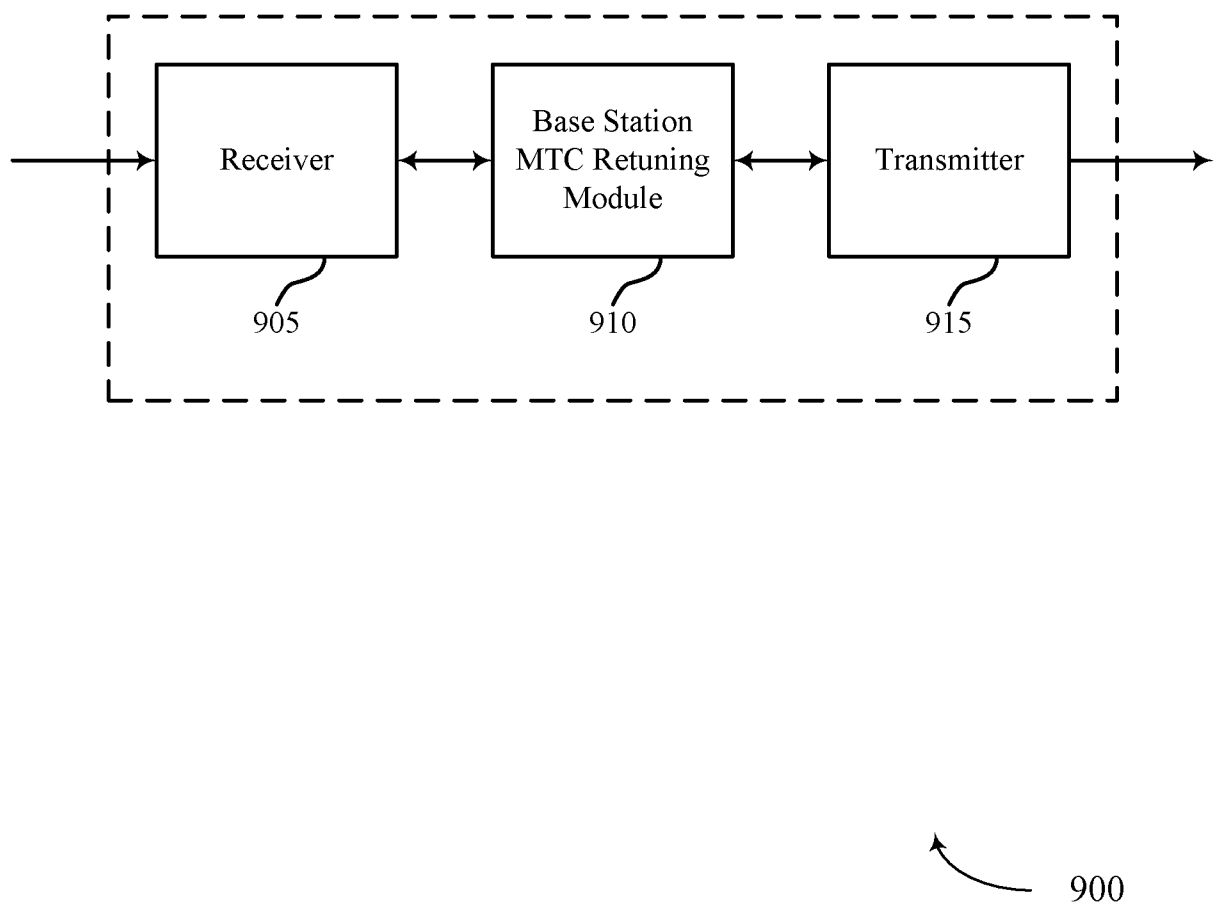 Receiver
Base Station
MTC Retuning
Module
Transmitter
905
910
915
900